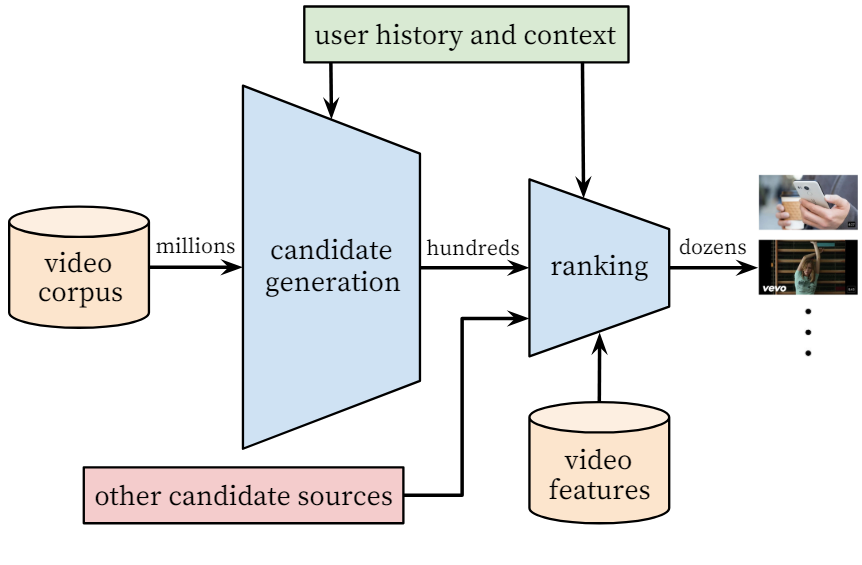 user history and context
video
corpus
millions
candidate
generation
hundreds
ranking
dozens
vevo
other candidate sources
video
features